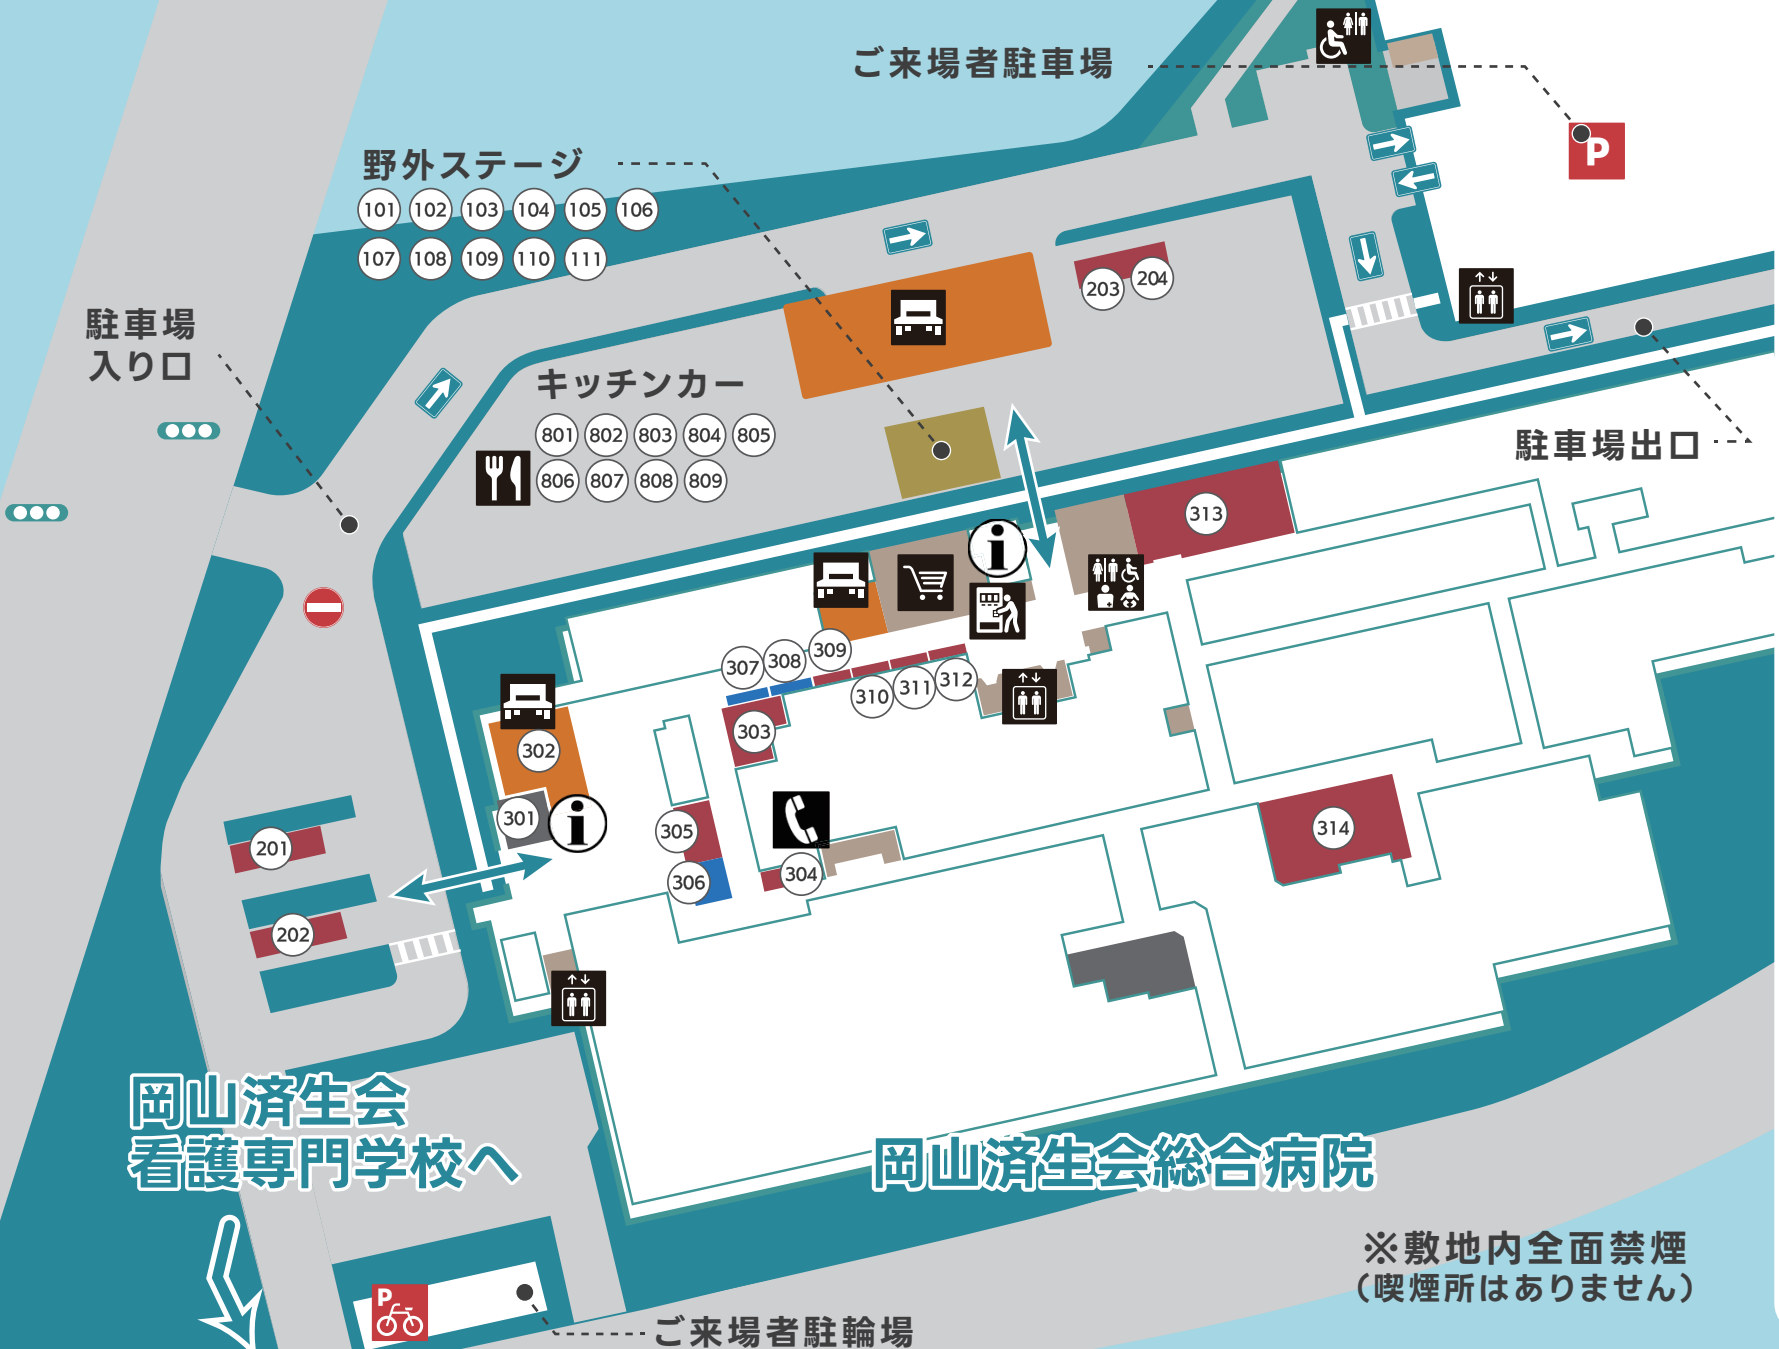 ご来場者駐車場
P
野外ステージ
101 102 103 104 105 106
107 108 109 110 111
203 204
駐車場
入り口
キッチンカー
801 802 803 804 805
806 807 808 809
駐車場出口
313
307 308 309
310 311 312
302
303
301
305
314
201
304
306
202
岡山済生会
看護専門学校へ
岡山済生会総合病院
※敷地内全面禁煙
（喫煙所はありません）
P
ご来場者駐輪場